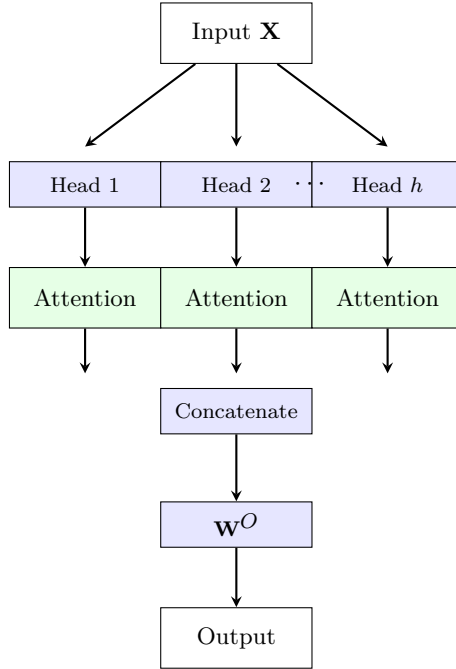 Input X
Head 1 Head 2 ··· Head h
Attention Attention Attention
Concatenate
W^O
Output